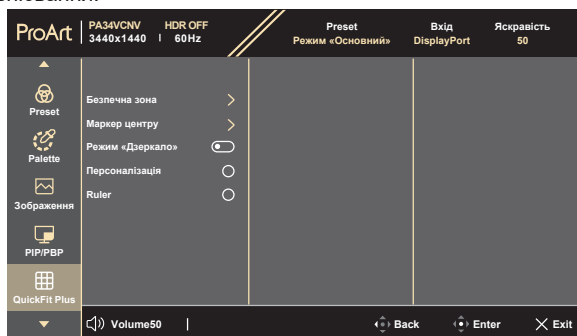 ProArt
PA34VCNV HDR OFF
3440x1440 | 60Hz
Preset
Режим «Основний»
Вхід
DisplayPort
Яскравість
50
Preset
Palette
Зображення
PIP/PBP
QuickFit Plus
Безпечна зона
Маркер центру
Режим «Дзеркало»
Персоналізація
Ruler
Volume50 |
Back
Enter
Exit